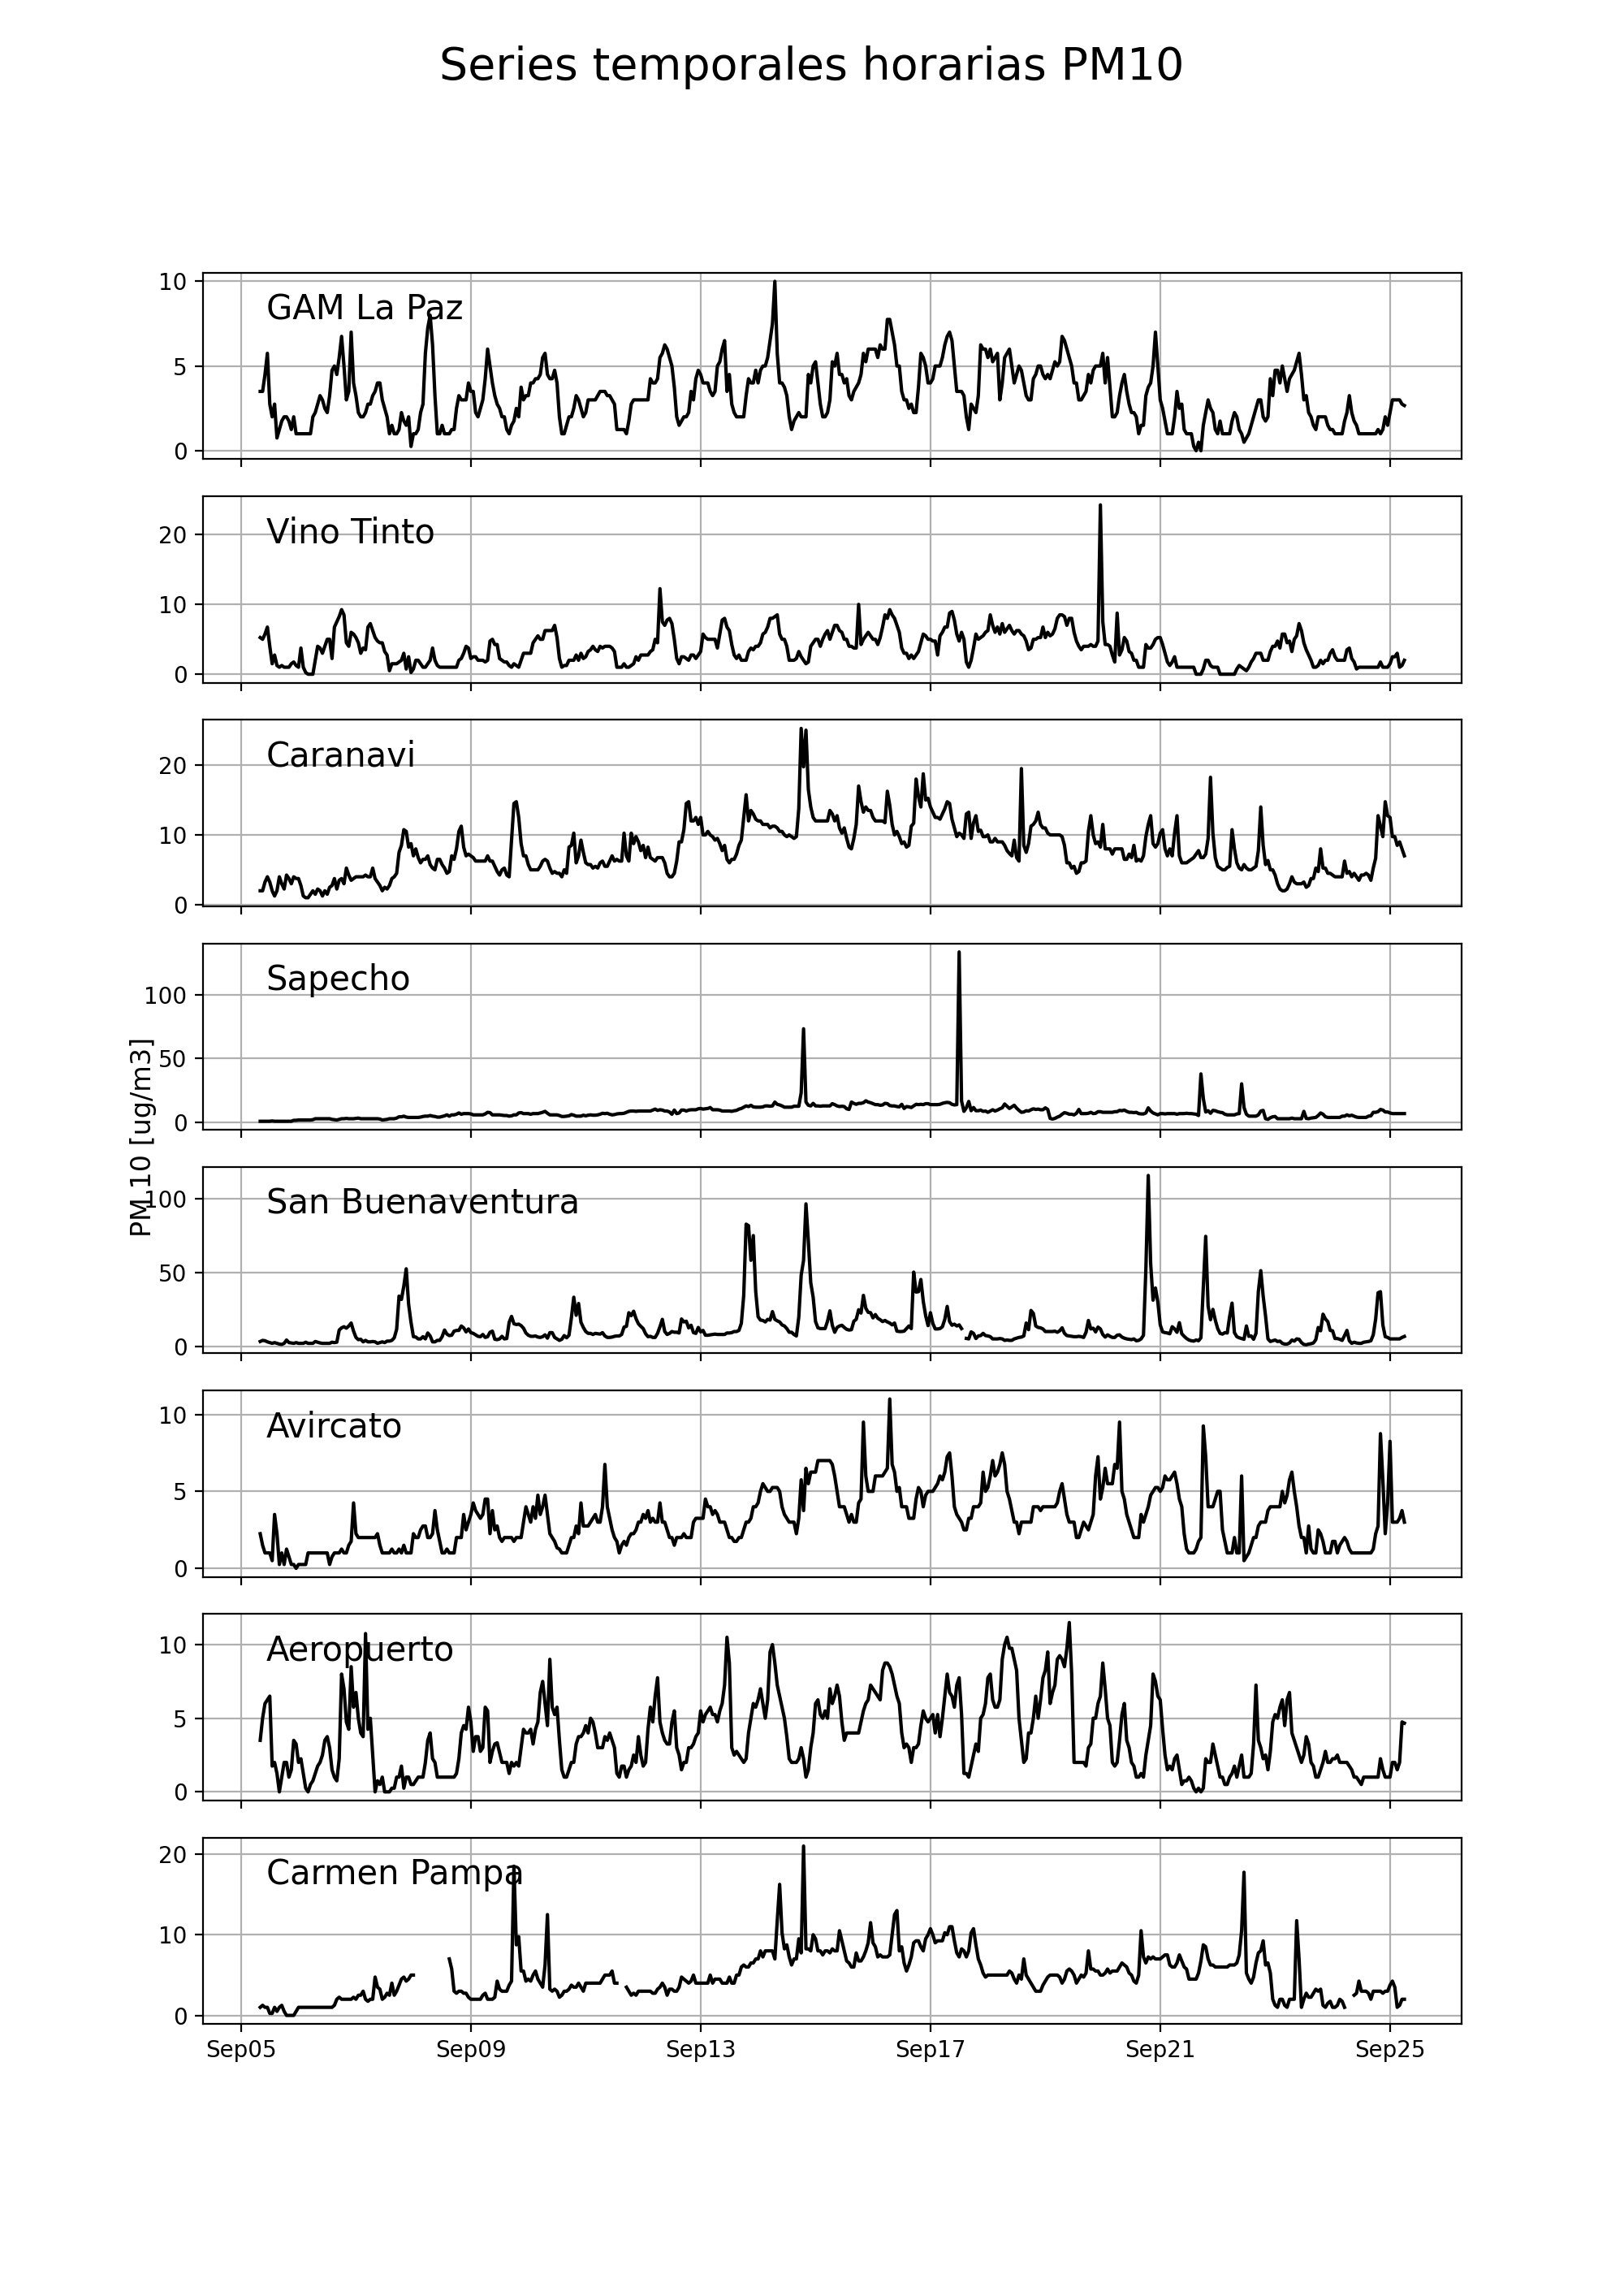 Series temporales horarias PM10
10
5
0
GAM La Paz
20
10
0
Vino Tinto
20
10
0
Caranavi
100
50
0
Sapecho
PM 10 [ug/m3]
100
50
0
San Buenaventura
10
5
0
Avircato
10
5
0
Aeropuerto
20
10
0
Carmen Pampa
Sep05 Sep09 Sep13 Sep17 Sep21 Sep25